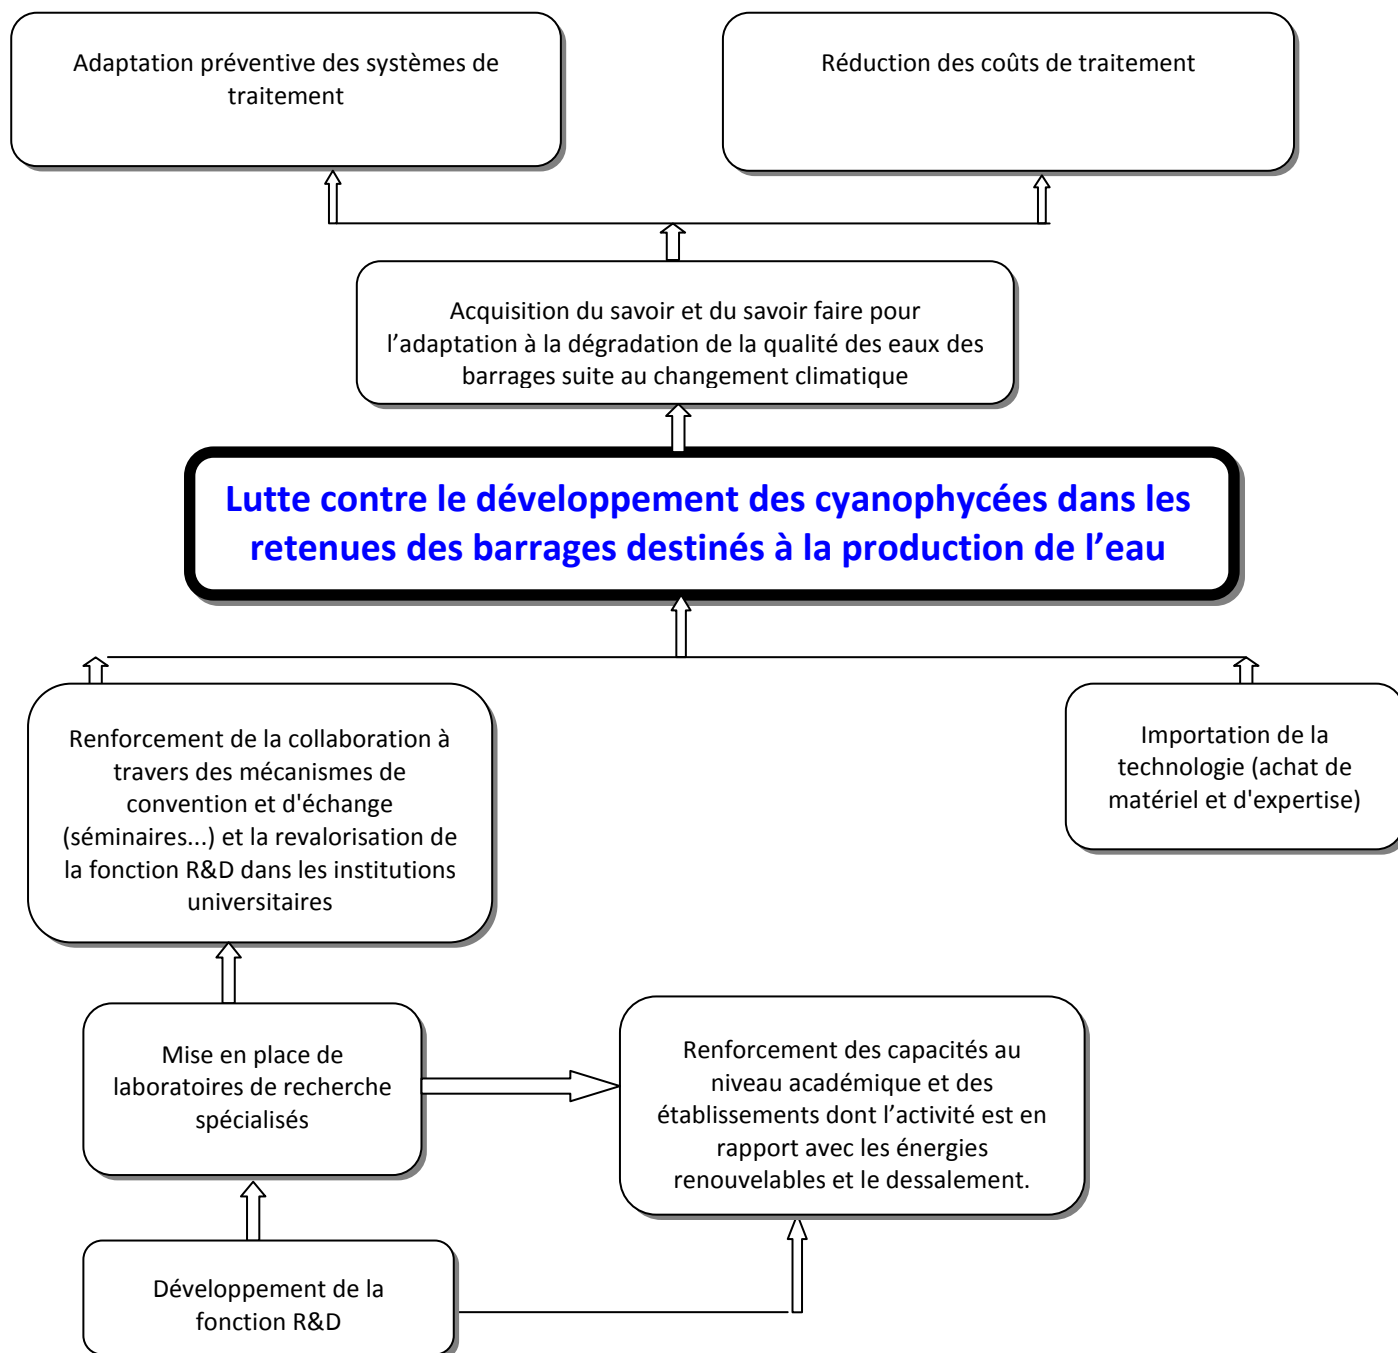 Adaptation préventive des systèmes de
traitement
Réduction des coûts de traitement
Acquisition du savoir et du savoir faire pour
l’adaptation à la dégradation de la qualité des eaux des
barrages suite au changement climatique
Lutte contre le développement des cyanophycées dans les
retenues des barrages destinés à la production de l’eau
Renforcement de la collaboration à
travers des mécanismes de
convention et d'échange
(séminaires...) et la revalorisation de
la fonction R&D dans les institutions
universitaires
Importation de la
technologie (achat de
matériel et d'expertise)
Mise en place de
laboratoires de recherche
spécialisés
Renforcement des capacités au
niveau académique et des
établissements dont l’activité est en
rapport avec les énergies
renouvelables et le dessalement.
Développement de la
fonction R&D